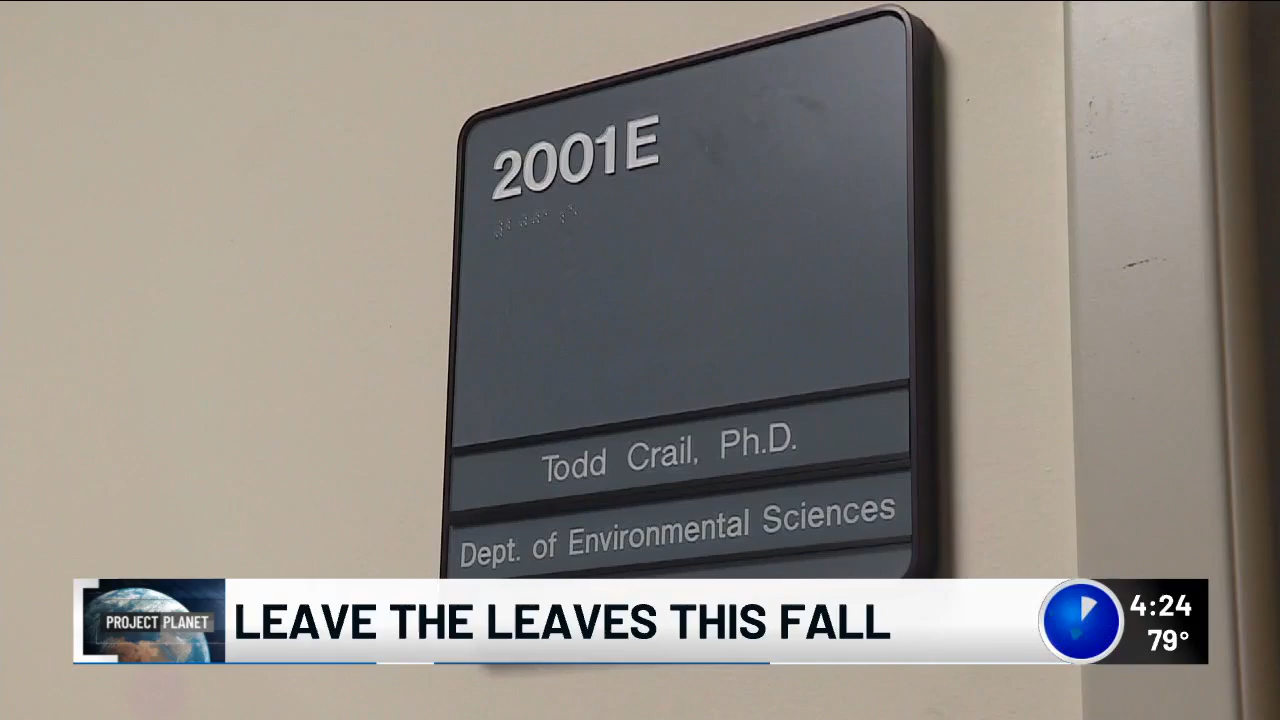 2001E
Todd Crail, Ph.D.
Dept. of Environmental Sciences
PROJECT PLANET
LEAVE THE LEAVES THIS FALL
4:24
79°